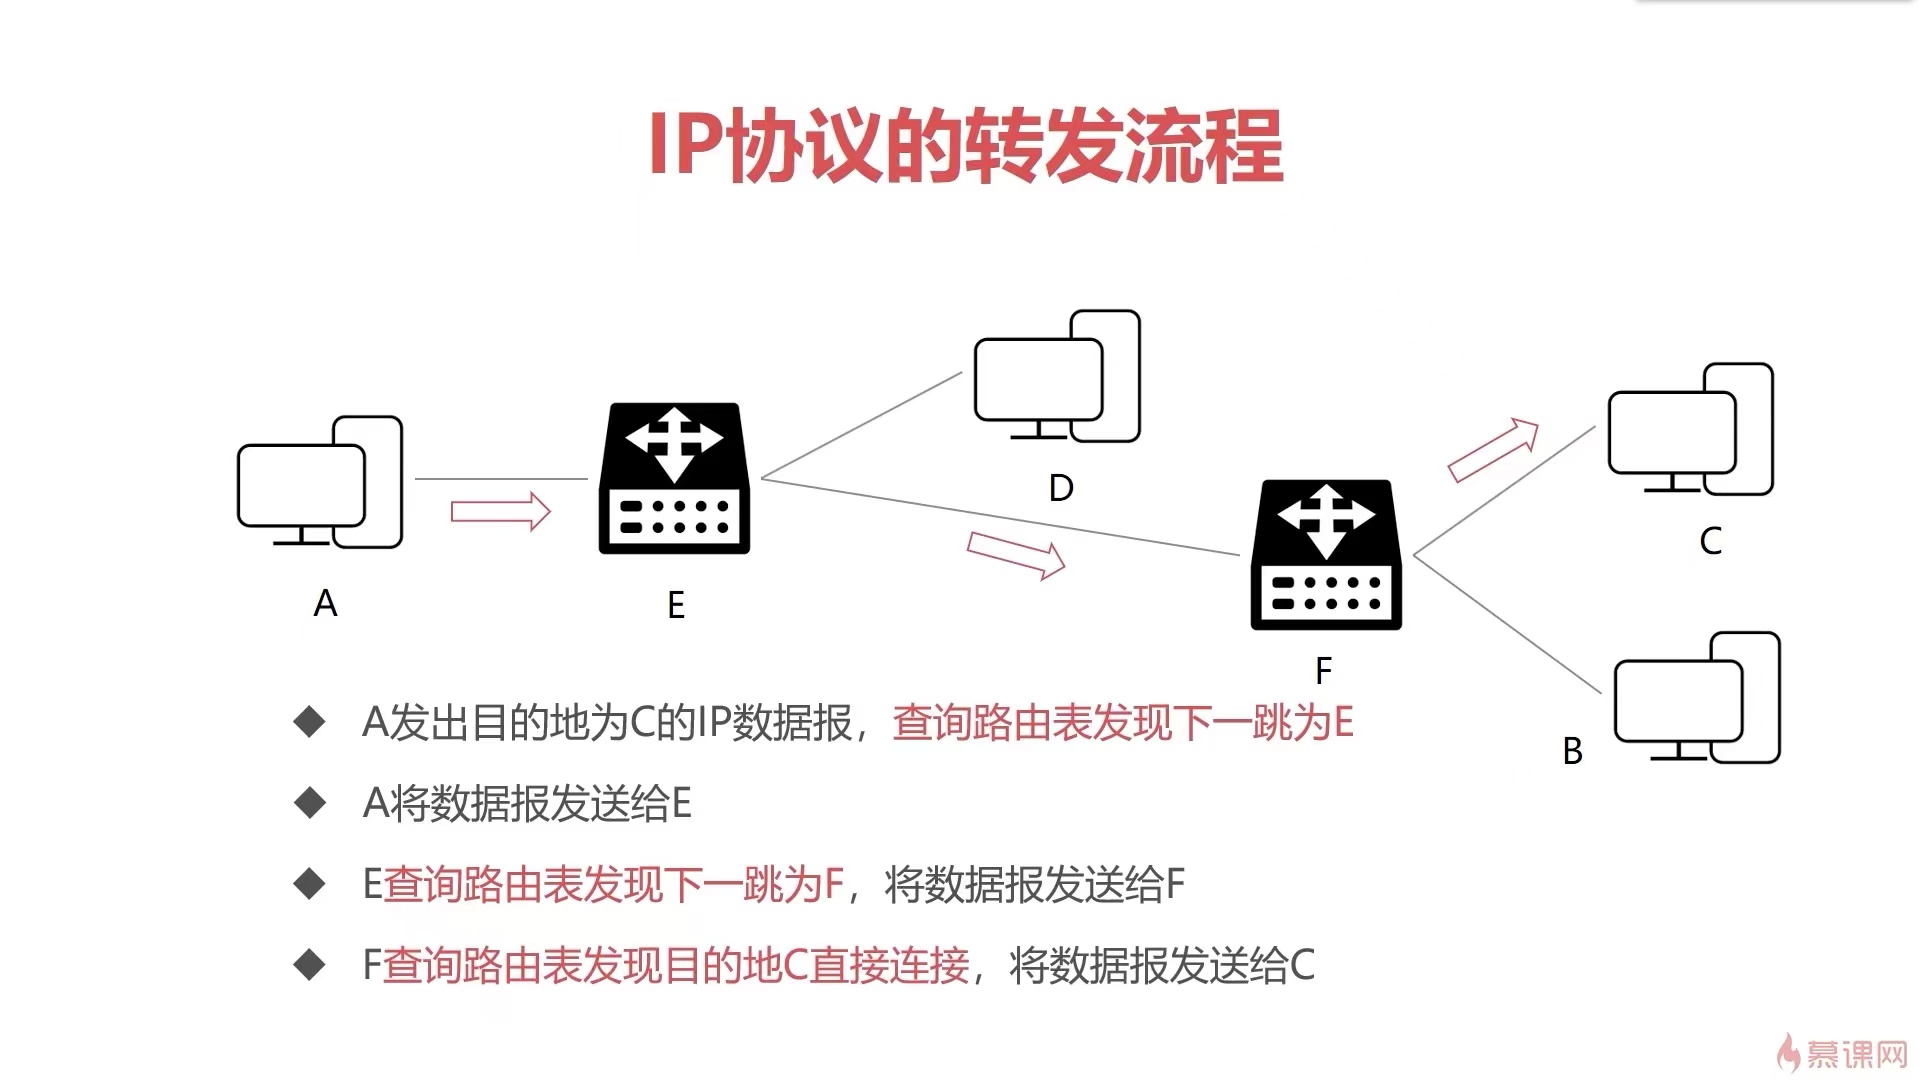 IP协议的转发流程
D
C
A
E
F
B
A发出目的地为C的IP数据报，查询路由表发现下一跳为E
A将数据报发送给E
E查询路由表发现下一跳为F，将数据报发送给F
F查询路由表发现目的地C直接连接，将数据报发送给C
慕课网